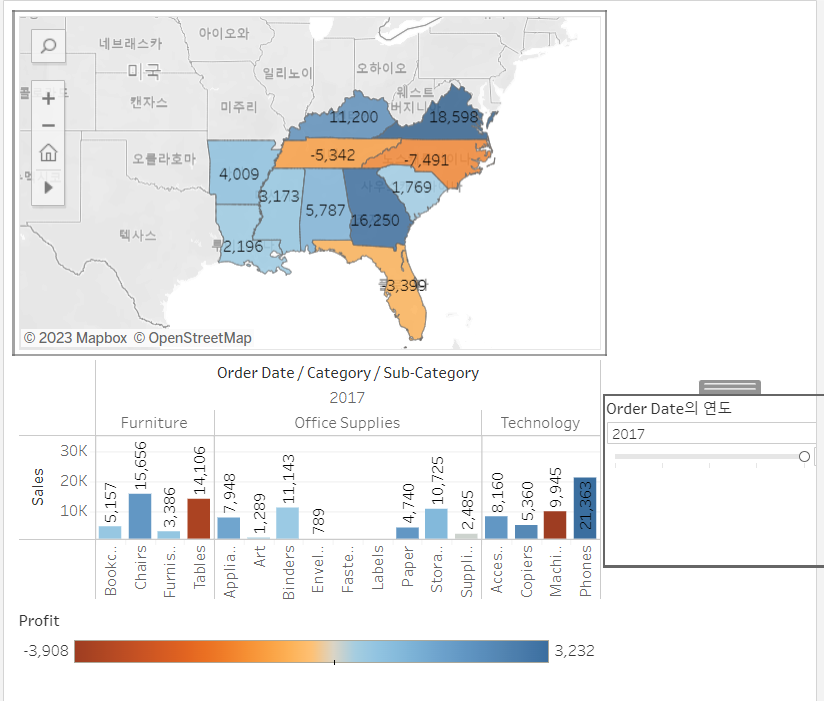 아이오와
네브래스카
미국
일리노이
오하이오
웨스트
버지니
캔자스
미주리
11,200
18,598
오클라호마
-5,342
-7,491
4,009
3,173
5,787
16,250
1,769
텍사스
2,196
-3,399
© 2023 Mapbox © OpenStreetMap
Order Date / Category / Sub-Category
2017
Furniture
Office Supplies
Technology
Sales
30K
20K
10K
5,157
15,656
3,386
14,106
7,948
1,289
11,143
789
4,740
10,725
2,485
8,160
5,360
9,945
21,363
Bookc..
Chairs
Furnis..
Tables
Applia..
Art
Binders
Envel..
Faste..
Labels
Paper
Stora..
Suppli..
Acces..
Copiers
Machi..
Phones
Order Date의 연도
2017
Profit
-3,908
3,232